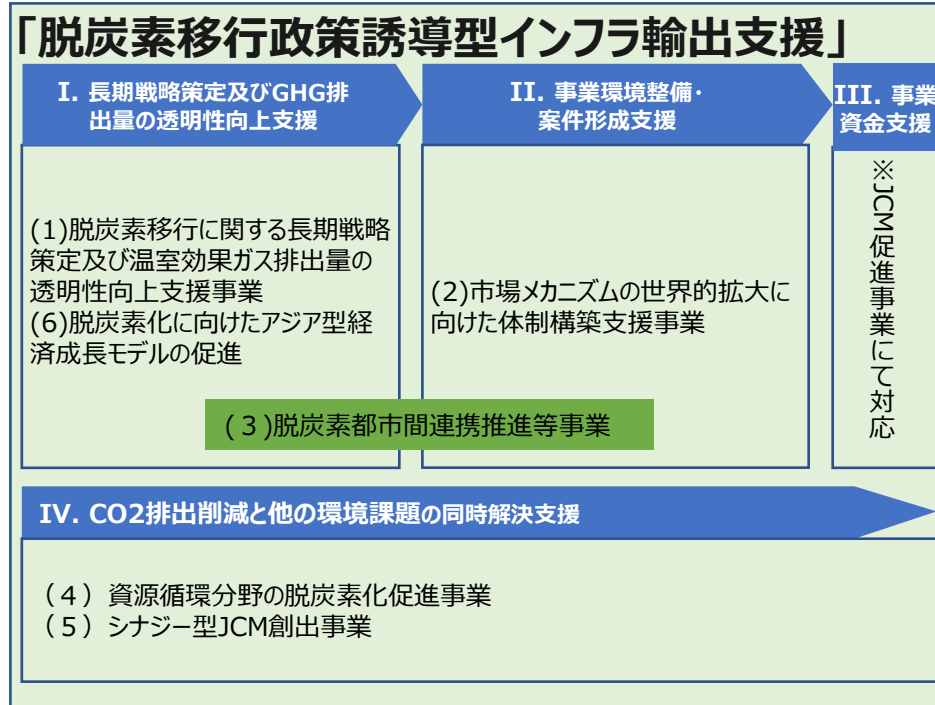 「脱炭素移行政策誘導型インフラ輸出支援」
I. 長期戦略策定及びGHG排
出量の透明性向上支援
II. 事業環境整備・
案件形成支援
III. 事業
資金支援
(1)脱炭素移行に関する長期戦略
策定及び温室効果ガス排出量の
透明性向上支援事業
(6)脱炭素化に向けたアジア型経
済成長モデルの促進
(2)市場メカニズムの世界的拡大に
向けた体制構築支援事業
※JCM促進事業にて対応
(３)脱炭素都市間連携推進等事業
IV. CO2排出削減と他の環境課題の同時解決支援
（４）資源循環分野の脱炭素化促進事業
（５）シナジー型JCM創出事業